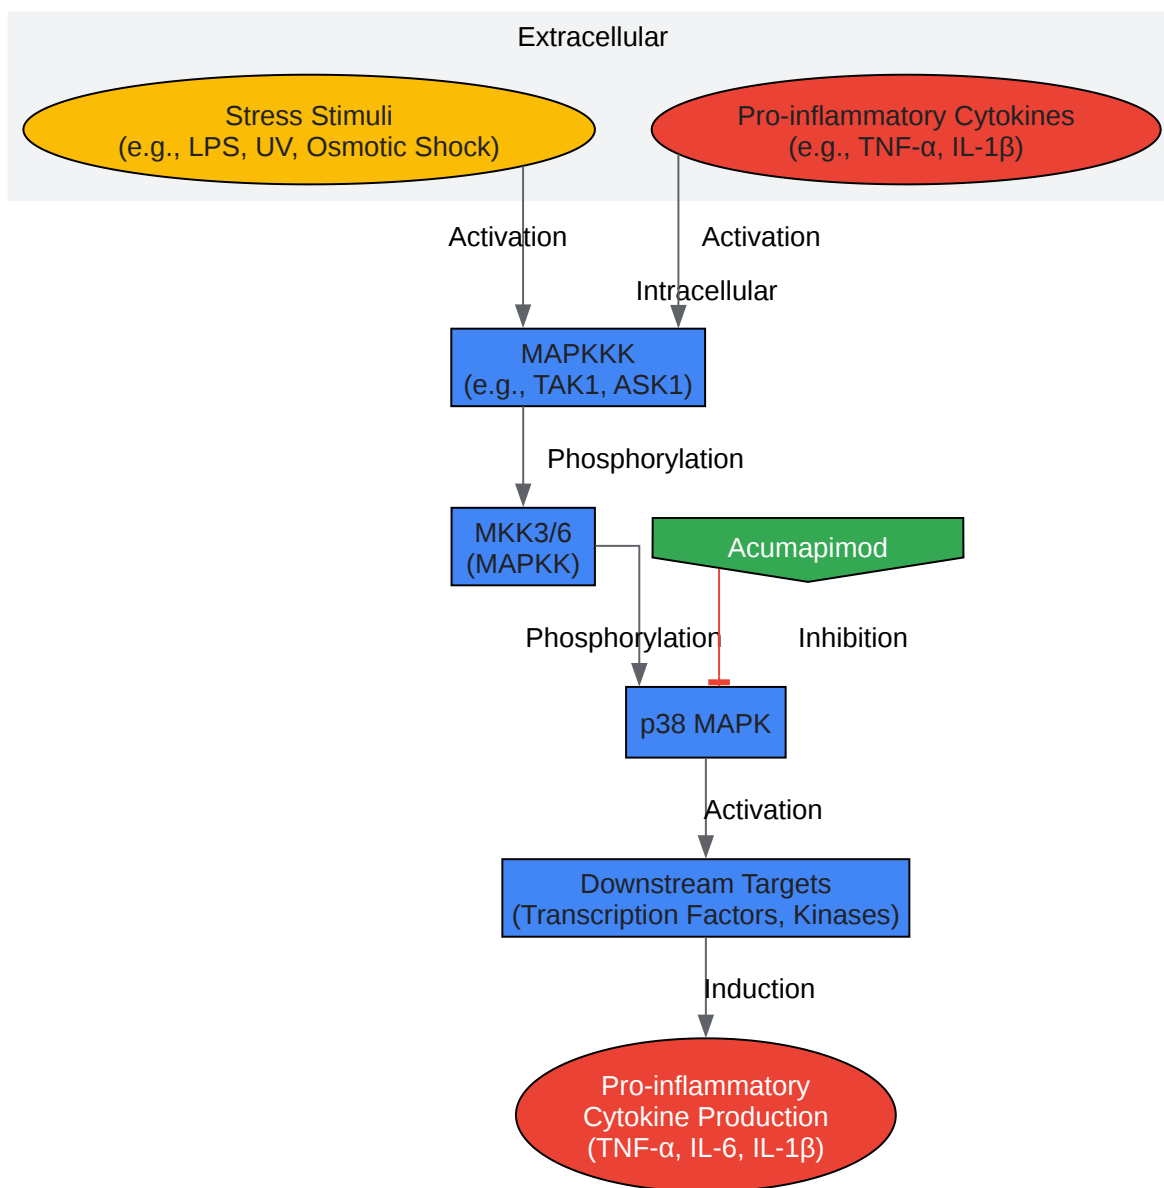 Extracellular
Stress Stimuli
(e.g., LPS, UV, Osmotic Shock)
Pro-inflammatory Cytokines
(e.g., TNF-α, IL-1β)
Activation
Activation
Intracellular
MAPKKK
(e.g., TAK1, ASK1)
Phosphorylation
MKK3/6
(MAPKK)
Acumapimod
Phosphorylation
Inhibition
p38 MAPK
Activation
Downstream Targets
(Transcription Factors, Kinases)
Induction
Pro-inflammatory
Cytokine Production
(TNF-α, IL-6, IL-1β)